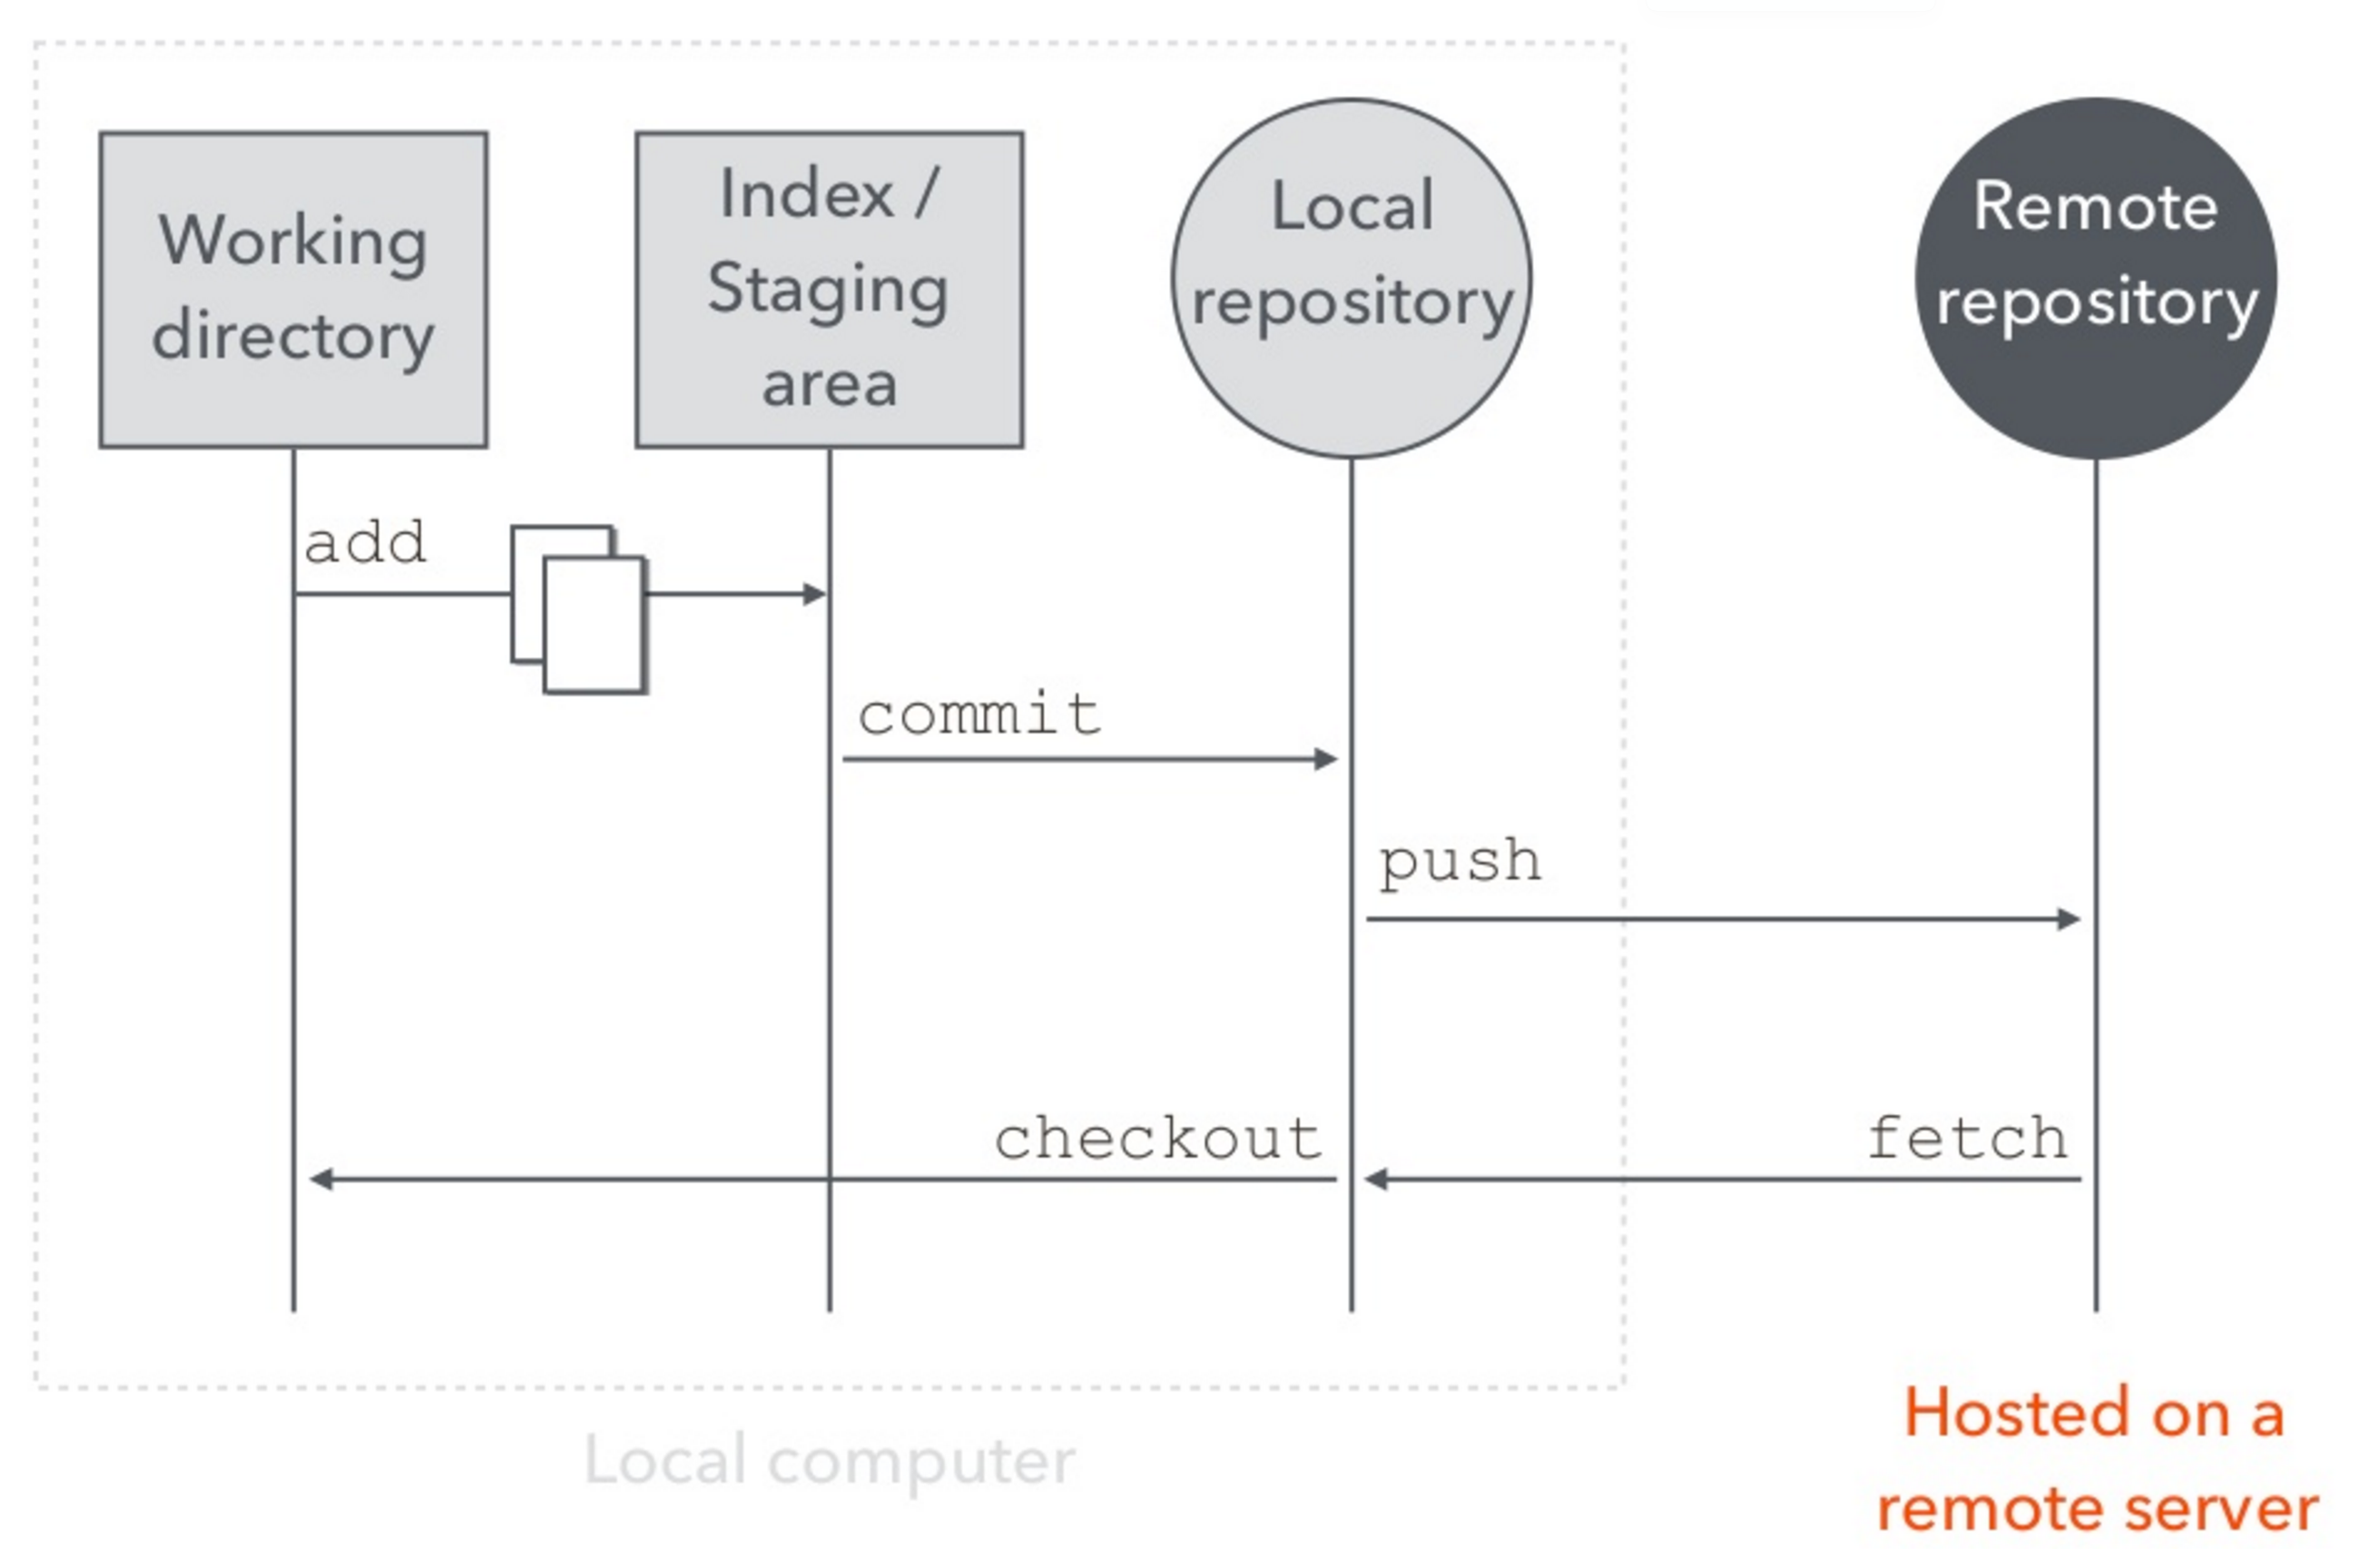 Working
directory
Index /
Staging
area
Local
repository
Remote
repository
add
commit
push
checkout
fetch
Local computer
Hosted on a
remote server